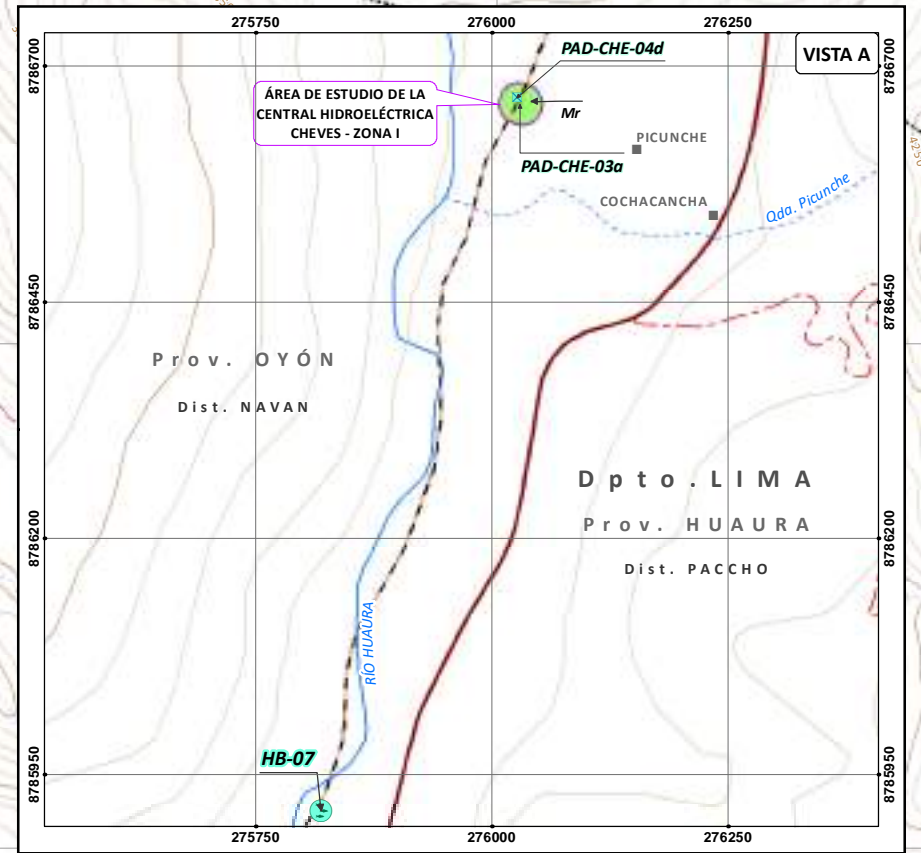 275750
276000
276250
8786700
8786700
VISTA A
PAD-CHE-04d
ÁREA DE ESTUDIO DE LA
CENTRAL HIDROELÉCTRICA
CHEVES - ZONA I
Mr
PICUNCHE
PAD-CHE-03a
COCHACANCHA
Qda. Picunche
4250
8786450
8786450
Prov. OYÓN
Dist. NAVAN
Dpto. LIMA
Prov. HUAURA
Dist. PACCHO
8786200
8786200
RÍO HUAURA
HB-07
8785950
8785950
275750
276000
276250